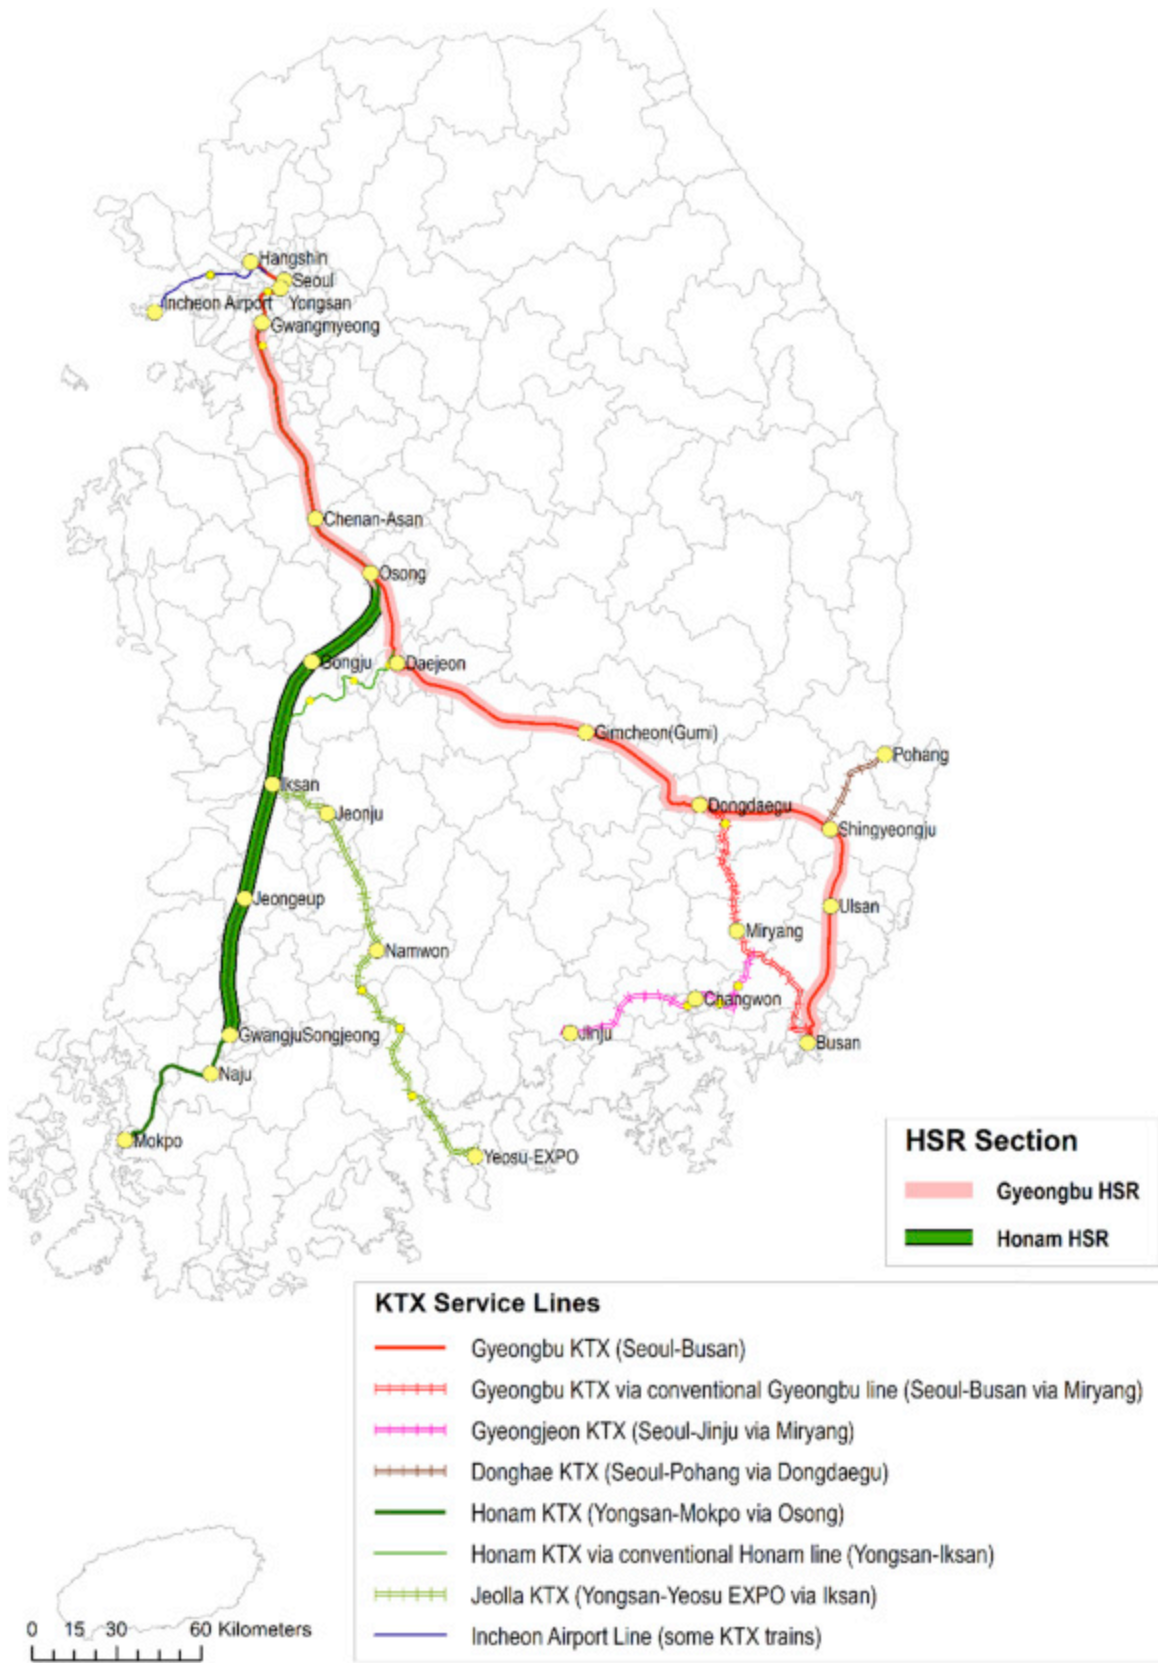 Hangshin
Seoul
Incheon Airport
Yongsan
Gwangmyeong
Chenan-Asan
Osong
Gongju
Daejeon
Gimcheon(Gumi)
Pohang
Iksan
Dongdaegu
Jeonju
Shingyeongju
Jeongeup
Ulsan
Miryang
Namwon
Changwon
GwangjuSongjeong
Jinju
Busan
Naju
Mokpo
Yeosu-EXPO
HSR Section
Gyeongbu HSR
Honam HSR
KTX Service Lines
Gyeongbu KTX (Seoul-Busan)
Gyeongbu KTX via conventional Gyeongbu line (Seoul-Busan via Miryang)
Gyeongjeon KTX (Seoul-Jinju via Miryang)
Donghae KTX (Seoul-Pohang via Dongdaegu)
Honam KTX (Yongsan-Mokpo via Osong)
Honam KTX via conventional Honam line (Yongsan-Iksan)
Jeolla KTX (Yongsan-Yeosu EXPO via Iksan)
Incheon Airport Line (some KTX trains)
0 15 30 60 Kilometers